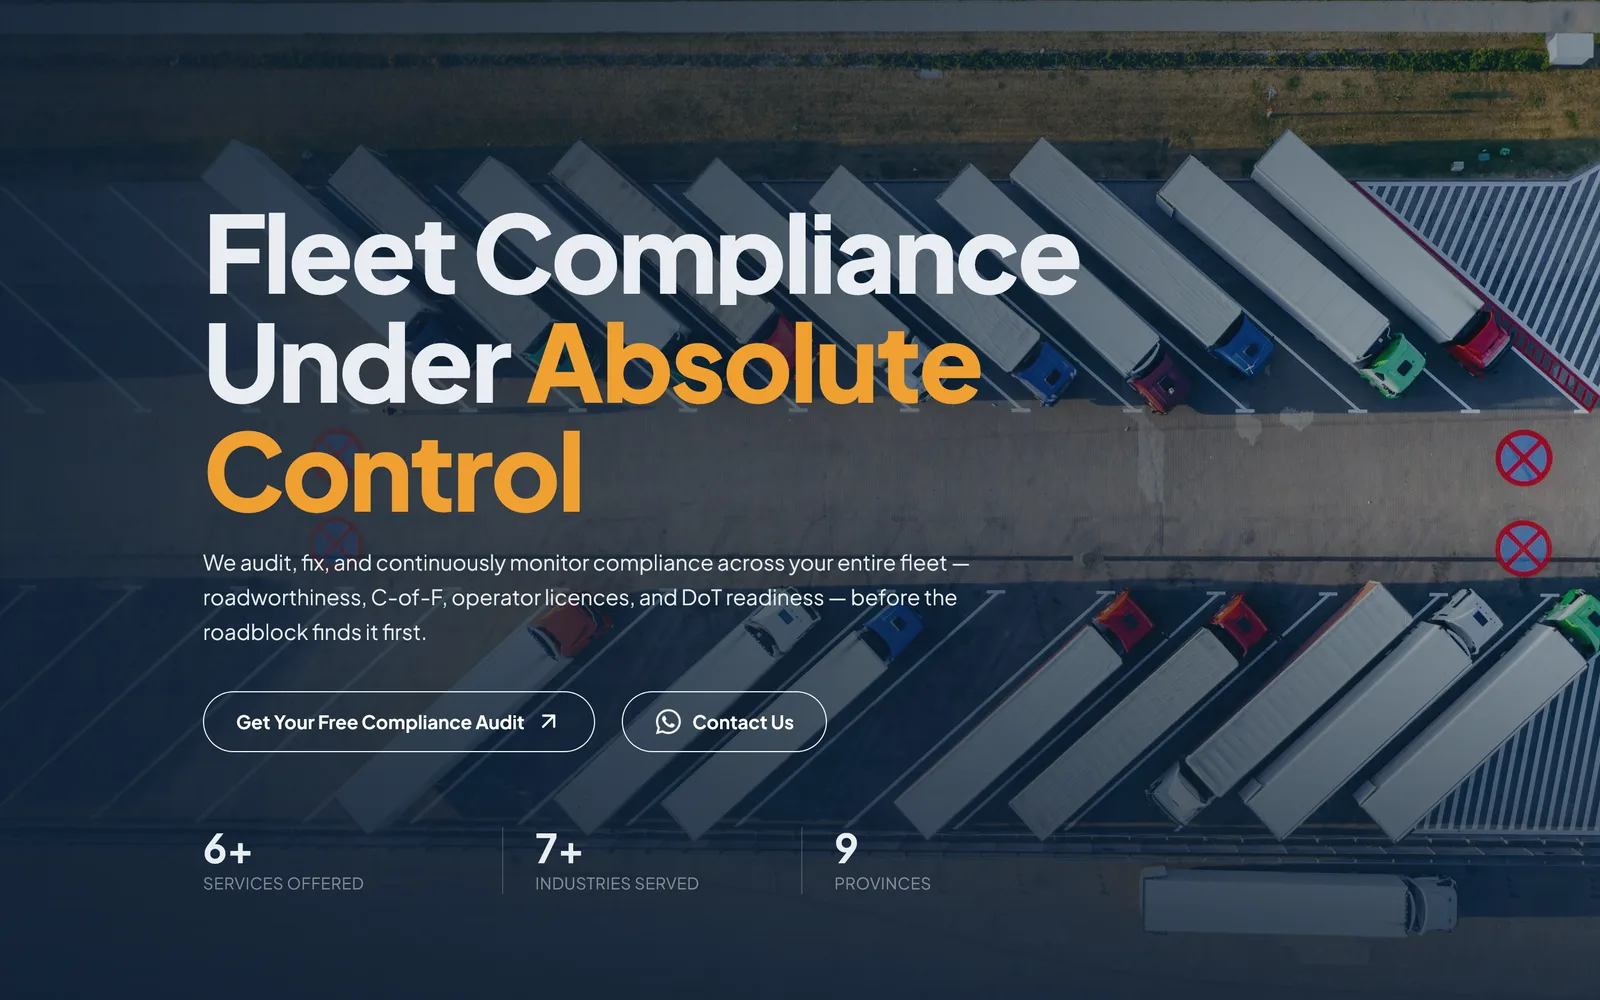 Fleet Compliance
Under Absolute
Control
We audit, fix, and continuously monitor compliance across your entire fleet —
roadworthiness, C-of-F, operator licences, and DoT readiness — before the
roadblock finds it first.
Get Your Free Compliance Audit
Contact Us
6+
SERVICES OFFERED
7+
INDUSTRIES SERVED
9
PROVINCES